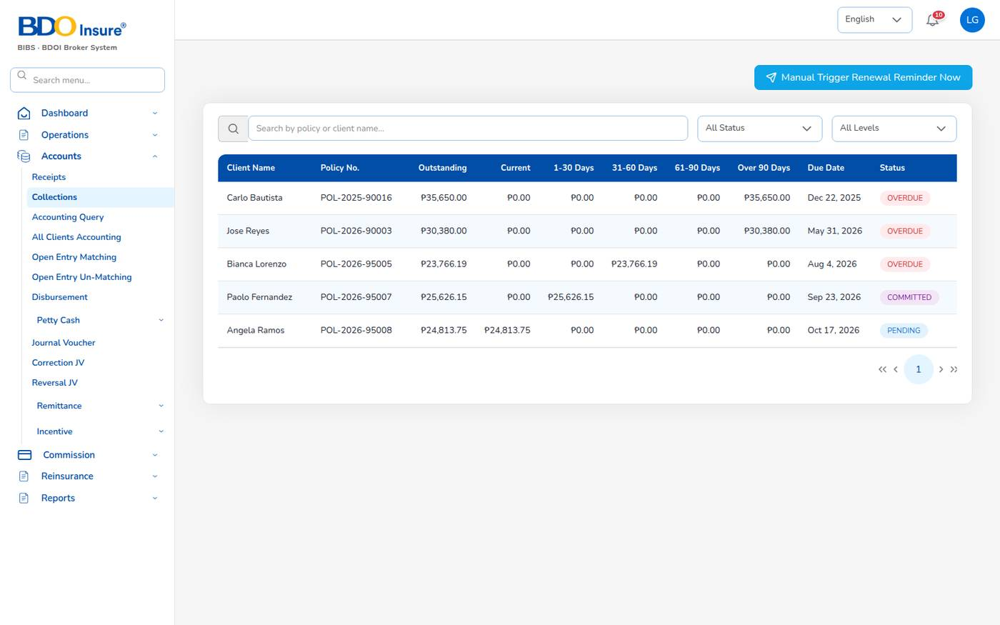 BDO Insure®
BIBS · BDOI Broker System
Search menu...
Dashboard
Operations
Accounts
Receipts
Collections
Accounting Query
All Clients Accounting
Open Entry Matching
Open Entry Un-Matching
Disbursement
Petty Cash
Journal Voucher
Correction JV
Reversal JV
Remittance
Incentive
Commission
Reinsurance
Reports
English 10 LG
Manual Trigger Renewal Reminder Now
Search by policy or client name... All Status All Levels
Client Name Policy No. Outstanding Current 1-30 Days 31-60 Days 61-90 Days Over 90 Days Due Date Status
Carlo Bautista POL-2025-90016 ₱35,650.00 ₱0.00 ₱0.00 ₱0.00 ₱0.00 ₱35,650.00 Dec 22, 2025 OVERDUE
Jose Reyes POL-2026-90003 ₱30,380.00 ₱0.00 ₱0.00 ₱0.00 ₱0.00 ₱30,380.00 May 31, 2026 OVERDUE
Bianca Lorenzo POL-2026-95005 ₱23,766.19 ₱0.00 ₱0.00 ₱23,766.19 ₱0.00 ₱0.00 Aug 4, 2026 OVERDUE
Paolo Fernandez POL-2026-95007 ₱25,626.15 ₱0.00 ₱25,626.15 ₱0.00 ₱0.00 ₱0.00 Sep 23, 2026 COMMITTED
Angela Ramos POL-2026-95008 ₱24,813.75 ₱24,813.75 ₱0.00 ₱0.00 ₱0.00 ₱0.00 Oct 17, 2026 PENDING
1